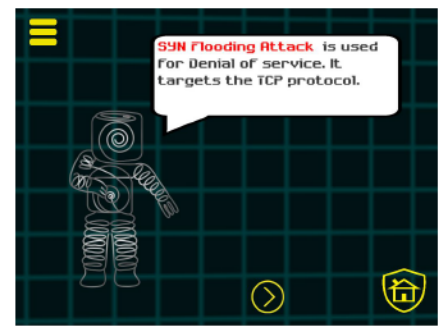 SYN Flooding Attack is used
for Denial of service. It
targets the TCP protocol.